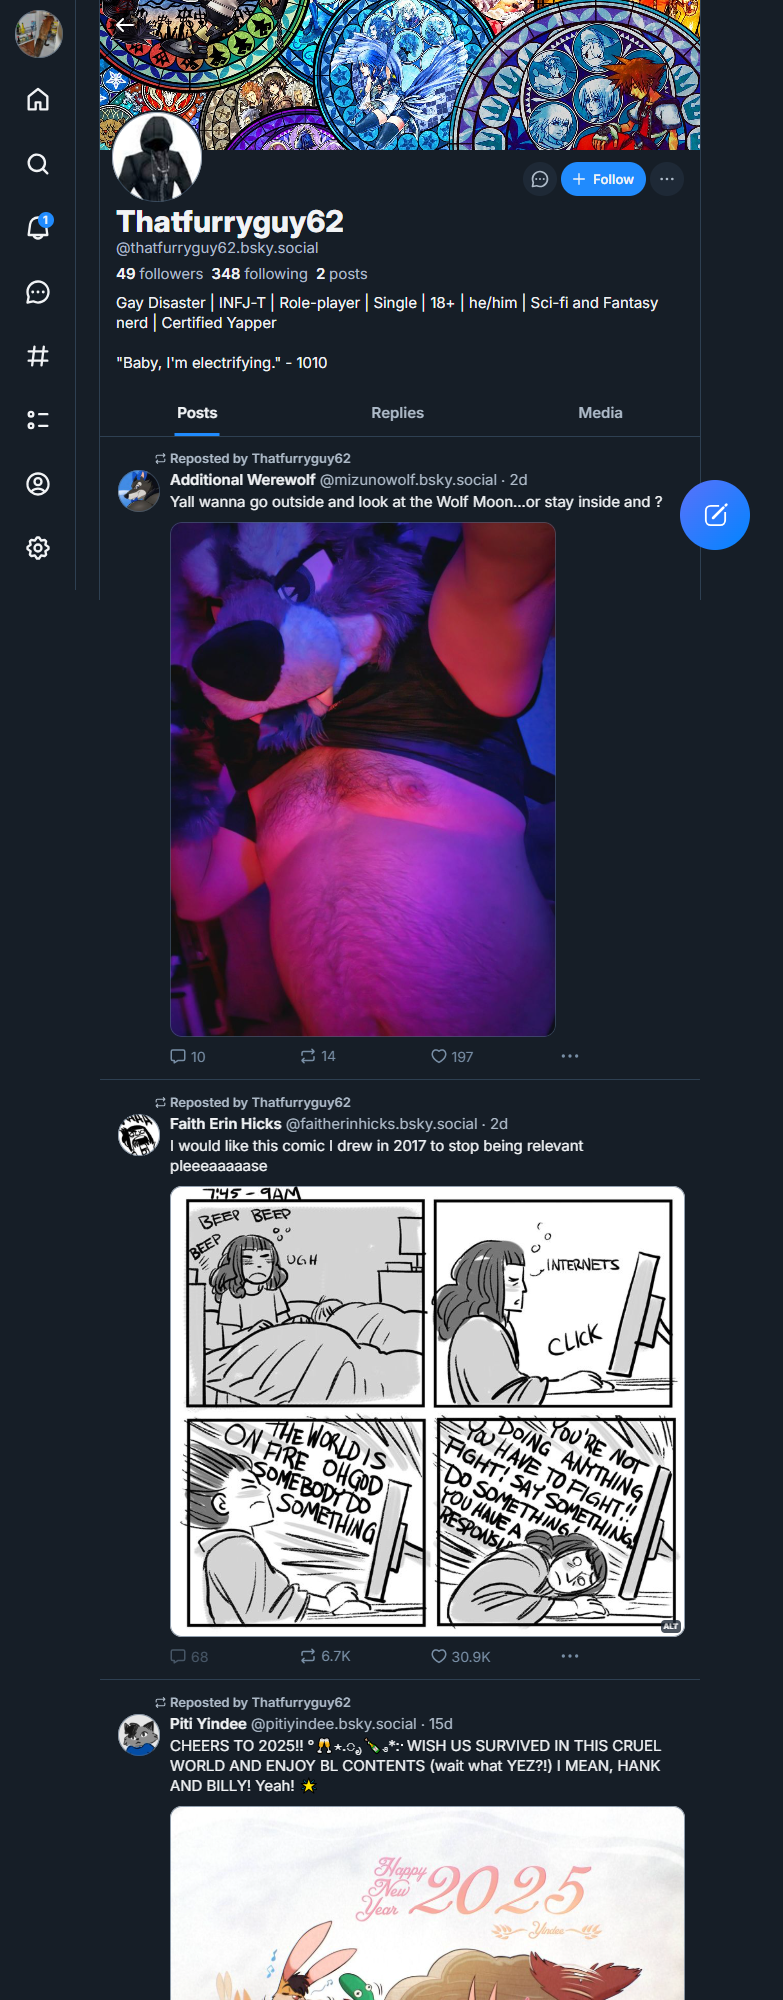 1
Follow
Thatfurryguy62
@thatfurryguy62.bsky.social
49 followers 348 following 2 posts
Gay Disaster | INFJ-T | Role-player | Single | 18+ | he/him | Sci-fi and Fantasy
nerd | Certified Yapper
"Baby, I'm electrifying." - 1010
Posts Replies Media
Reposted by Thatfurryguy62
Additional Werewolf @mizunowolf.bsky.social · 2d
Yall wanna go outside and look at the Wolf Moon...or stay inside and ?
10 14 197
Reposted by Thatfurryguy62
Faith Erin Hicks @faitherinhicks.bsky.social · 2d
I would like this comic I drew in 2017 to stop being relevant
pleeeaaaaase
7:45 - 9AM
BEEP BEEP
BEEP
UGH
INTERNETS
CLICK
THE WORLD IS
ON FIRE OHGOD
SOMEBODY DO
SOMETHING
YOU'RE NOT
DOING ANYTHING
YOU HAVE TO FIGHT!!
FIGHT! SAY SOMETHING
DO SOMETHING!
YOU HAVE A
ALT
68 6.7K 30.9K
Reposted by Thatfurryguy62
Piti Yindee @pitiyindee.bsky.social · 15d
CHEERS TO 2025!! °🥂⋆.ೃ🍾࿔*:･ WISH US SURVIVED IN THIS CRUEL
WORLD AND ENJOY BL CONTENTS (wait what YEZ?!) I MEAN, HANK
AND BILLY! Yeah! 🌟
Happy
New
Year
2025
Yindee